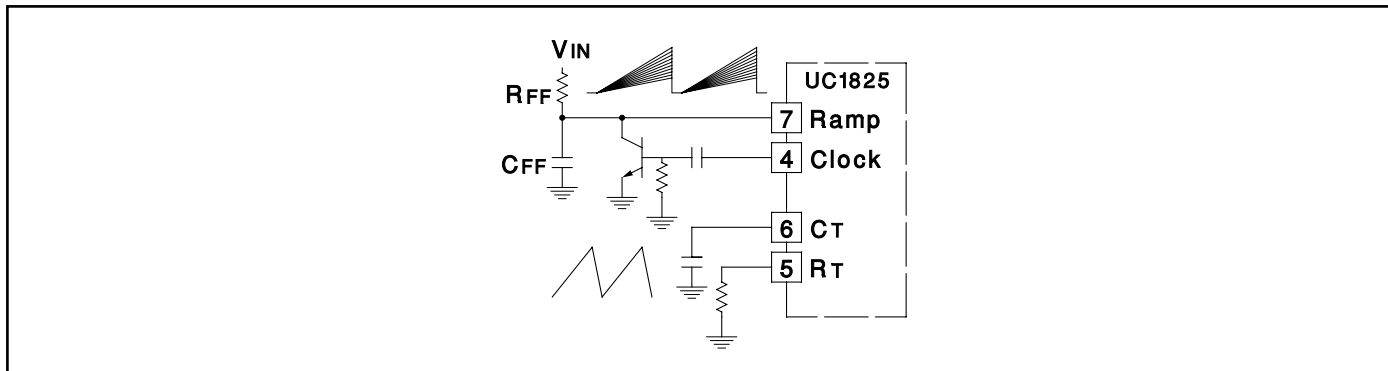 VIN
UC1825
RFF
7 Ramp
4 Clock
CFF
6 CT
5 RT